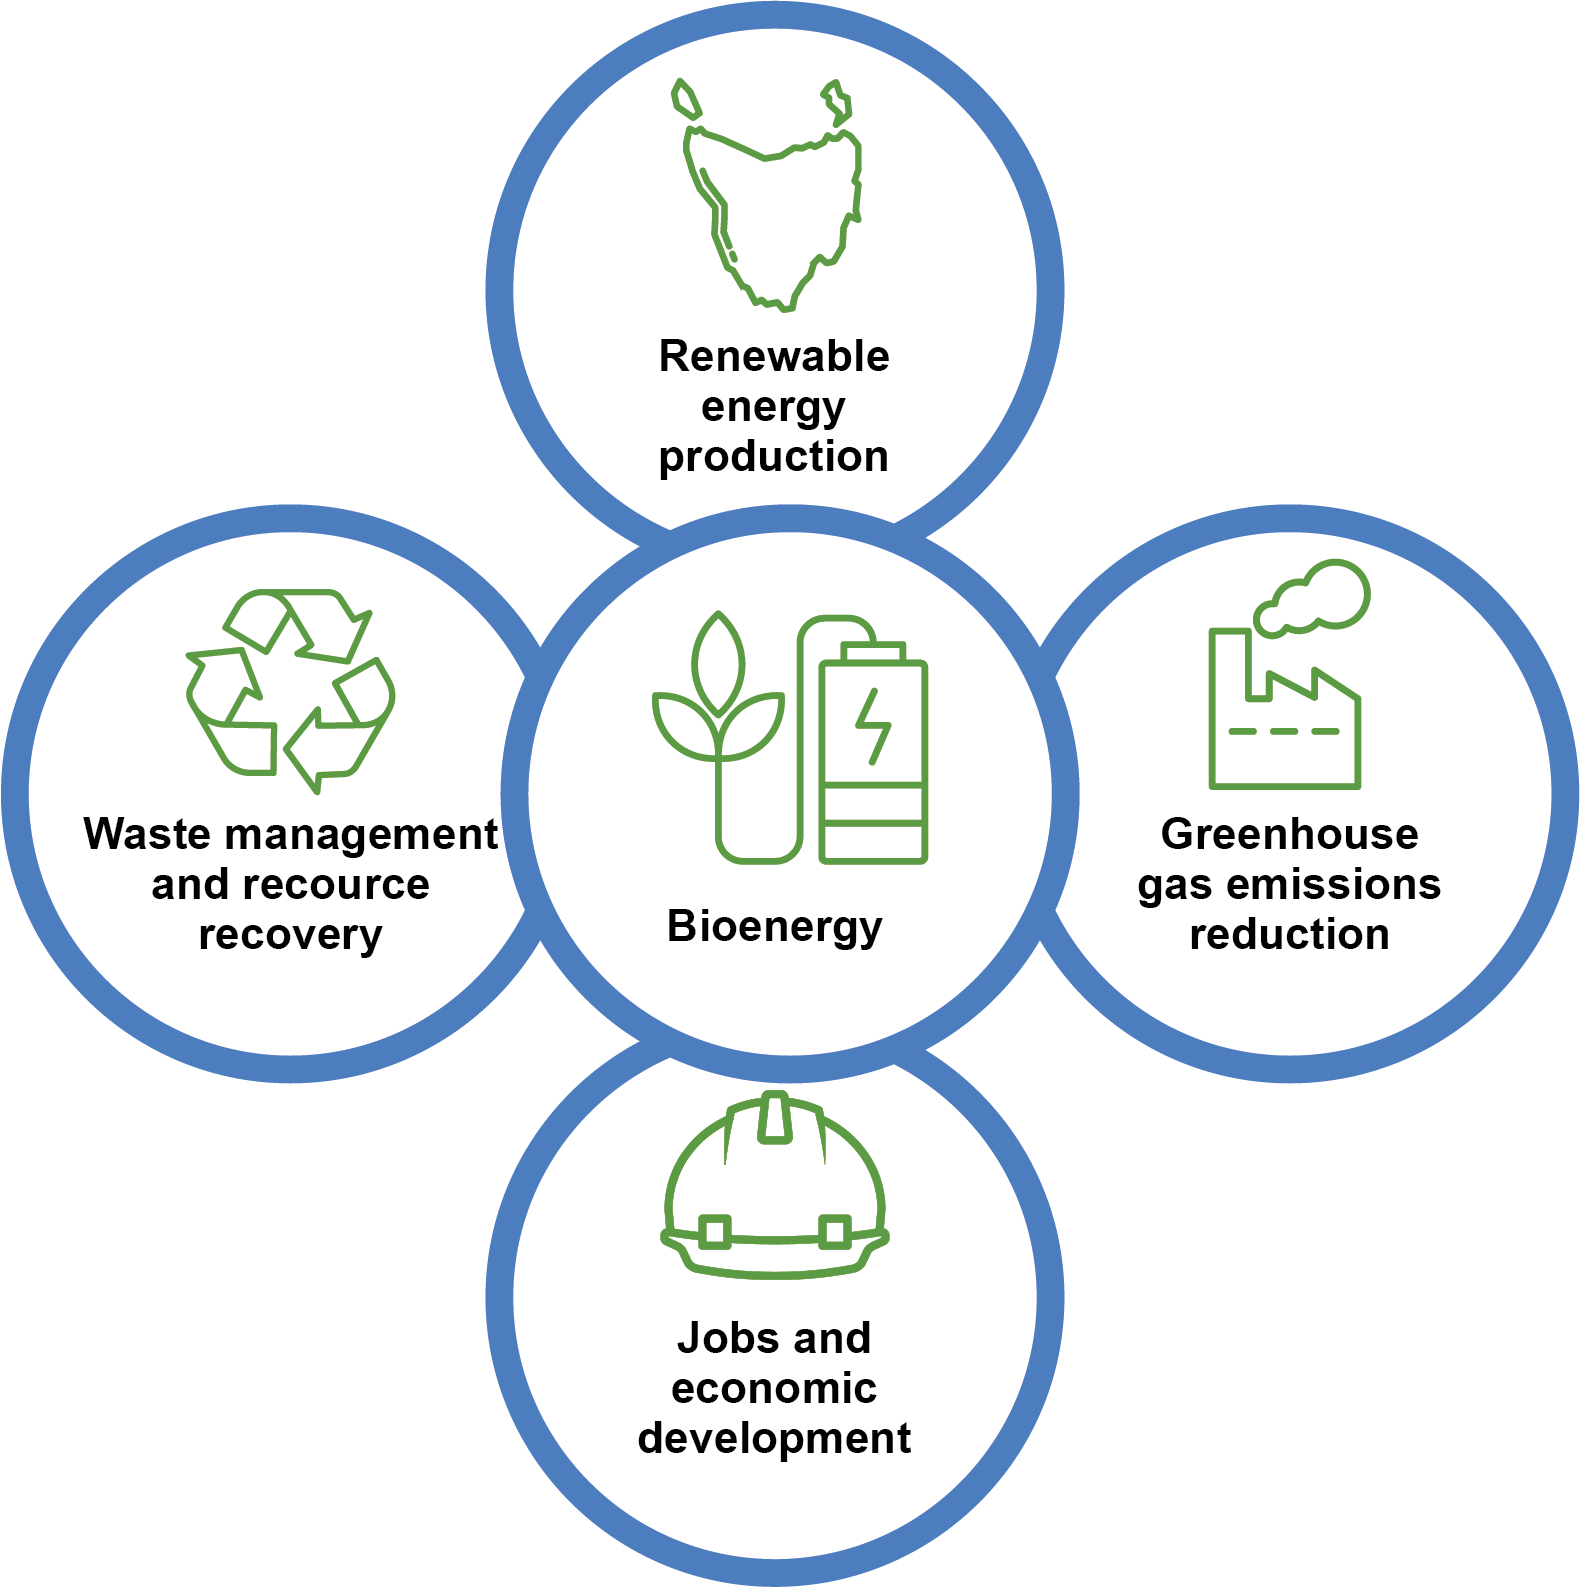 Renewable
energy
production
Waste management
and recource
recovery
Bioenergy
Greenhouse
gas emissions
reduction
Jobs and
economic
development